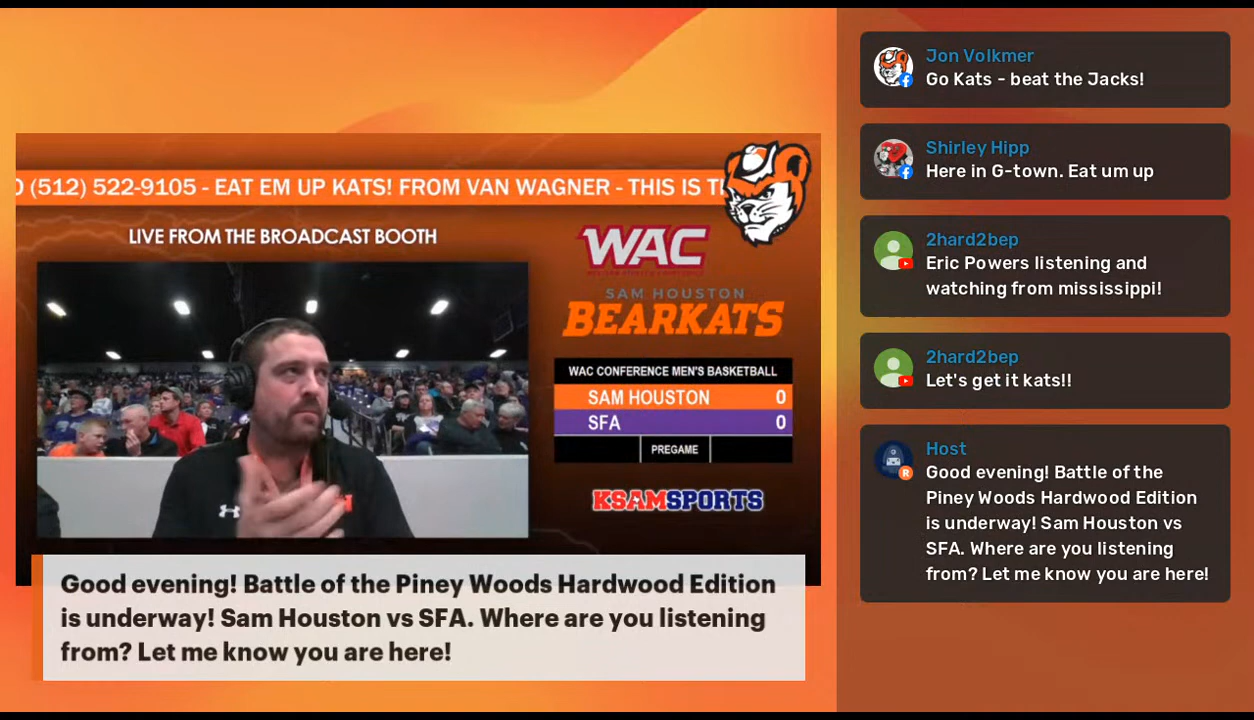 O (512) 522-9105 - EAT EM UP KATS! FROM VAN WAGNER - THIS IS T
LIVE FROM THE BROADCAST BOOTH
WAC
SAM HOUSTON
BEARKATS
WAC CONFERENCE MEN'S BASKETBALL
SAM HOUSTON 0
SFA 0
PREGAME
KSAMSPORTS
Good evening! Battle of the Piney Woods Hardwood Edition
is underway! Sam Houston vs SFA. Where are you listening
from? Let me know you are here!
Jon Volkmer
Go Kats - beat the Jacks!
Shirley Hipp
Here in G-town. Eat um up
2hard2bep
Eric Powers listening and
watching from mississippi!
2hard2bep
Let's get it kats!!
Host
Good evening! Battle of the
Piney Woods Hardwood Edition
is underway! Sam Houston vs
SFA. Where are you listening
from? Let me know you are here!